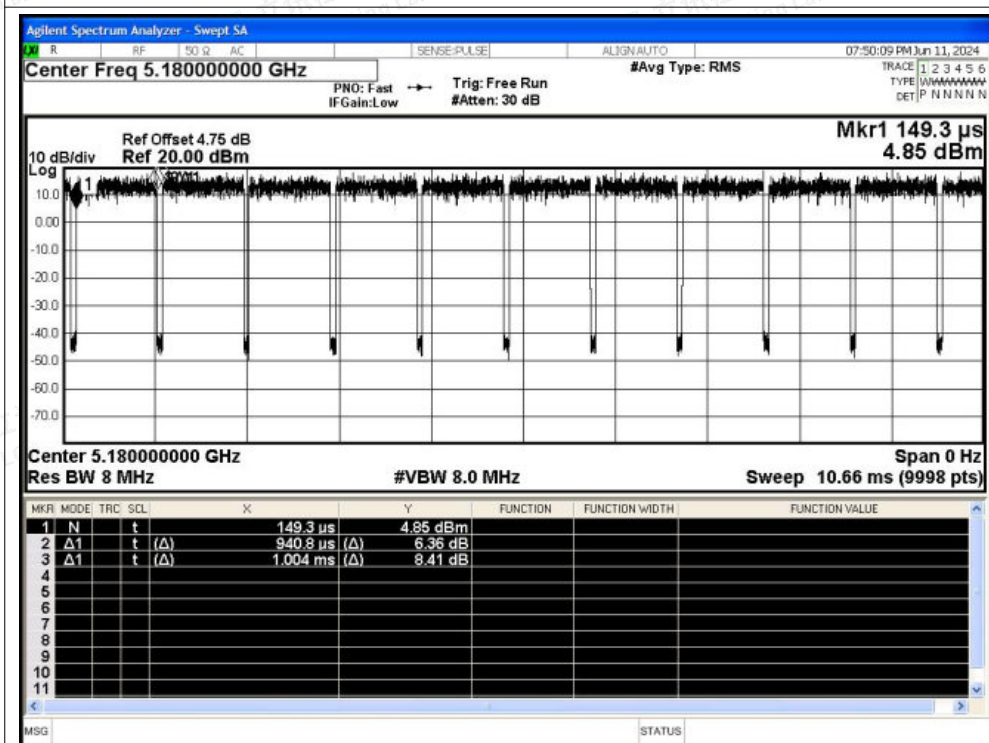 Agilent Spectrum Analyzer - Swept SA
R RF 50 Ω AC SENSE:PULSE ALIGNAUTO 07:50:09 PM Jun 11, 2024
Center Freq 5.180000000 GHz #Avg Type: RMS TRACE 1 2 3 4 5 6
PNO: Fast Trig: Free Run TYPE WWWWWW
IFGain:Low #Atten: 30 dB DET P N N N N N
Mkr1 149.3 µs
4.85 dBm
Ref Offset 4.75 dB
10 dB/div Ref 20.00 dBm
Log
1
10.0
0.00
-10.0
-20.0
-30.0
-40.0
-50.0
-60.0
-70.0
Center 5.180000000 GHz Span 0 Hz
Res BW 8 MHz #VBW 8.0 MHz Sweep 10.66 ms (9998 pts)
MKR MODE TRC SCL X Y FUNCTION FUNCTION WIDTH FUNCTION VALUE
1 N t 149.3 µs 4.85 dBm
2 Δ1 t (Δ) 940.8 µs (Δ) 6.36 dB
3 Δ1 t (Δ) 1.004 ms (Δ) 8.41 dB
4
5
6
7
8
9
10
11
MSG STATUS